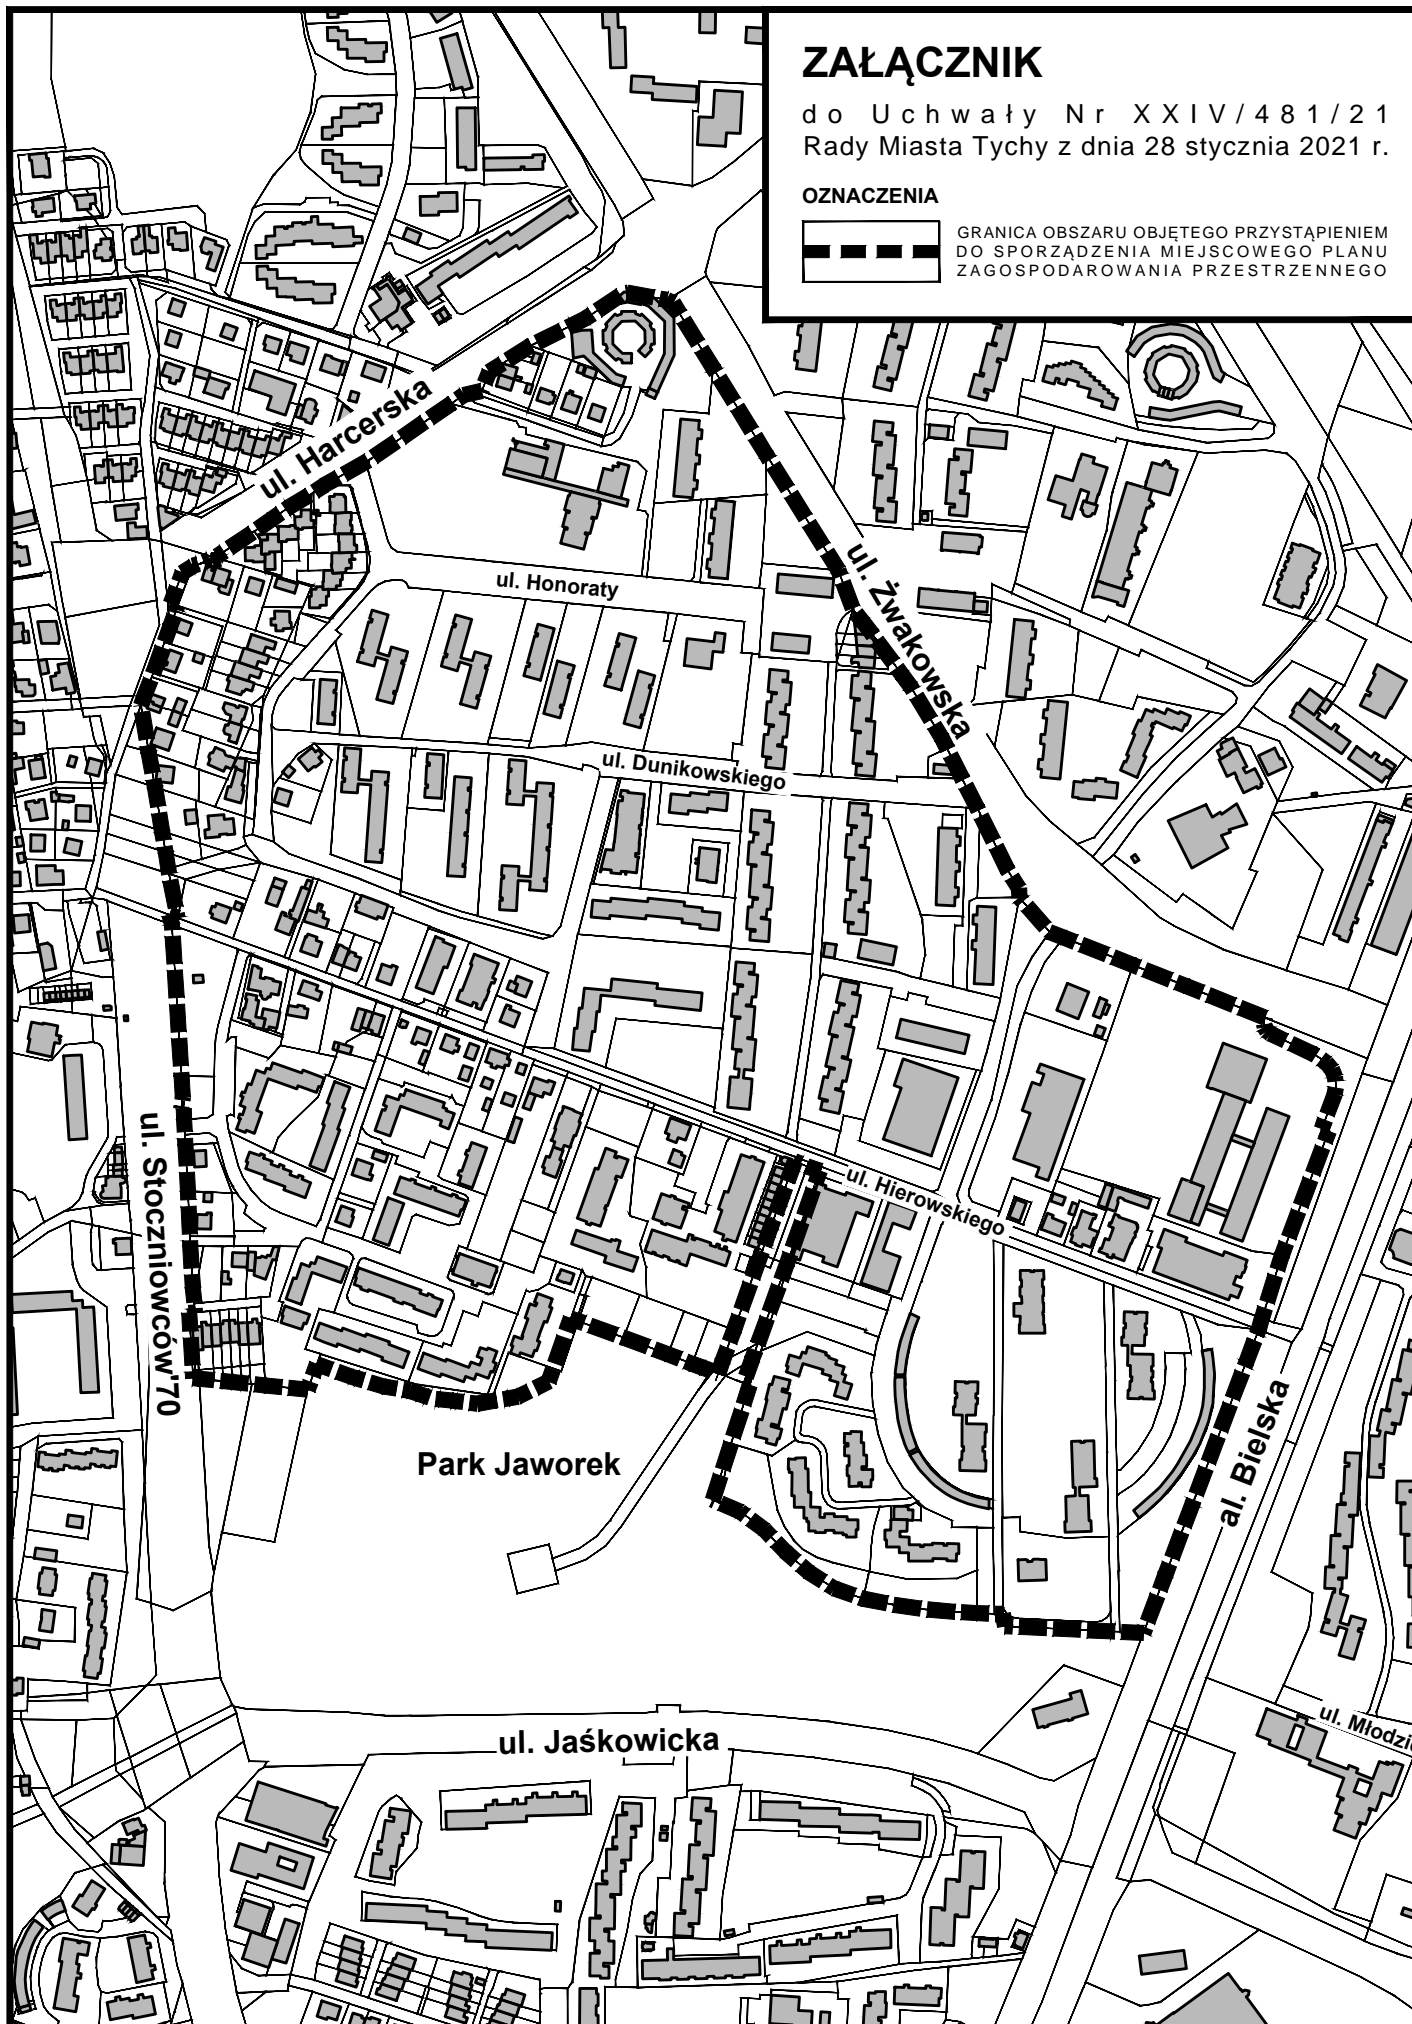 ZAŁĄCZNIK
do Uchwały Nr XXIV/481/21
Rady Miasta Tychy z dnia 28 stycznia 2021 r.
OZNACZENIA
GRANICA OBSZARU OBJĘTEGO PRZYSTĄPIENIEM
DO SPORZĄDZENIA MIEJSCOWEGO PLANU
ZAGOSPODAROWANIA PRZESTRZENNEGO
ul. Harcerska
ul. Honoraty
ul. Żwakowska
ul. Dunikowskiego
ul. Stoczniowców'70
ul. Hierowskiego
al. Bielska
Park Jaworek
ul. Jaśkowicka
ul. Młodzie